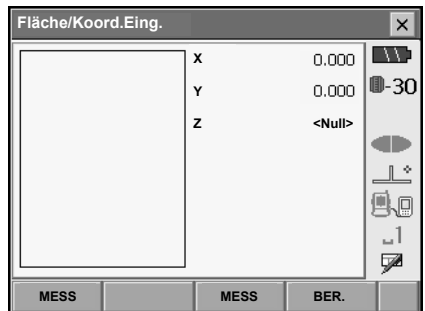 Fläche/Koord.Eing.
X 0.000
Y 0.000
Z <Null>
-30
1
MESS MESS BER.